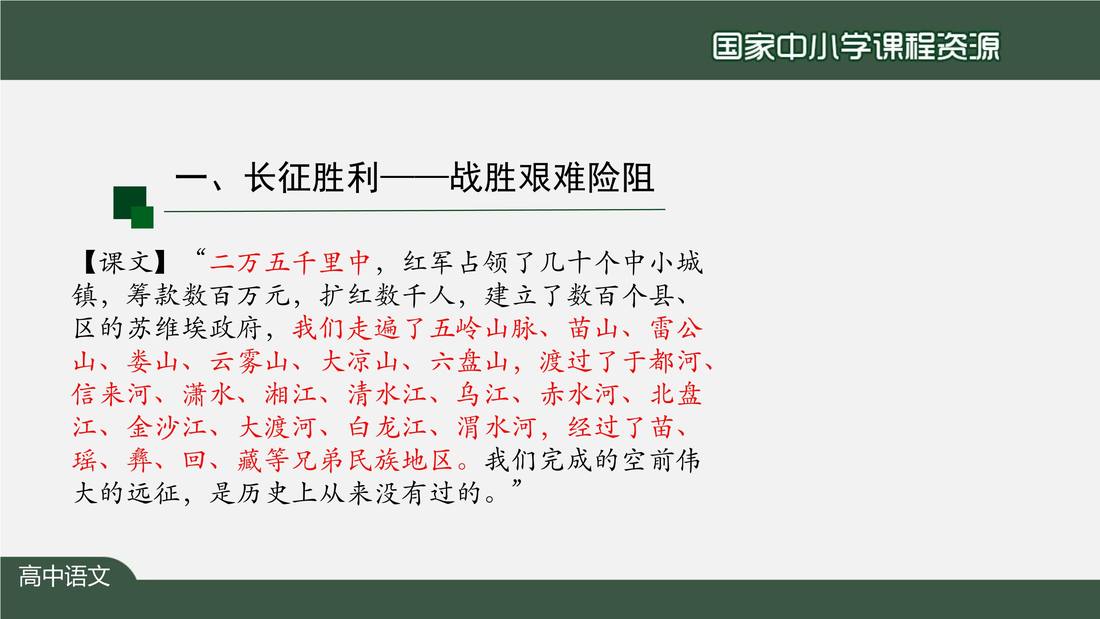 国家中小学课程资源
一、长征胜利——战胜艰难险阻
【课文】“二万五千里中，红军占领了几十个中小城
镇，筹款数百万元，扩红数千人，建立了数百个县、
区的苏维埃政府，我们走遍了五岭山脉、苗山、雷公
山、娄山、云雾山、大凉山、六盘山，渡过了于都河、
信来河、潇水、湘江、清水江、乌江、赤水河、北盘
江、金沙江、大渡河、白龙江、渭水河，经过了苗、
瑶、彝、回、藏等兄弟民族地区。我们完成的空前伟
大的远征，是历史上从来没有过的。”
高中语文